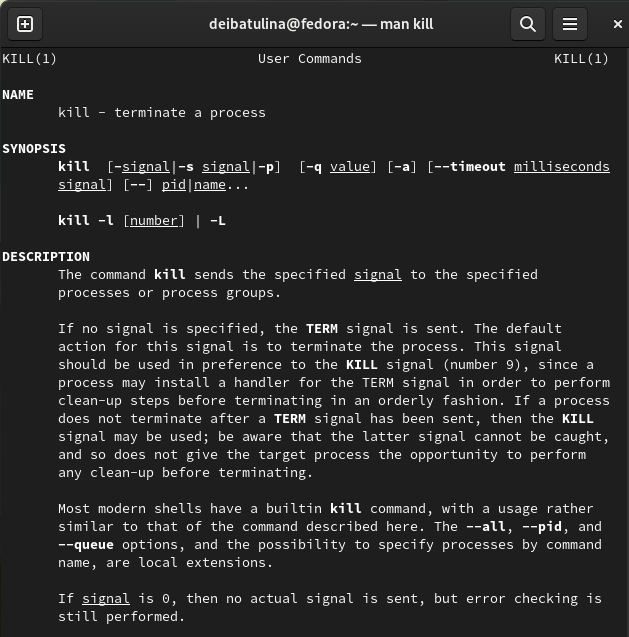 deibatulina@fedora:~ — man kill
KILL(1) User Commands KILL(1)
NAME
kill - terminate a process
SYNOPSIS
kill [-signal|-s signal|-p] [-q value] [-a] [--timeout milliseconds
signal] [--] pid|name...
kill -l [number] | -L
DESCRIPTION
The command kill sends the specified signal to the specified
processes or process groups.
If no signal is specified, the TERM signal is sent. The default
action for this signal is to terminate the process. This signal
should be used in preference to the KILL signal (number 9), since a
process may install a handler for the TERM signal in order to perform
clean-up steps before terminating in an orderly fashion. If a process
does not terminate after a TERM signal has been sent, then the KILL
signal may be used; be aware that the latter signal cannot be caught,
and so does not give the target process the opportunity to perform
any clean-up before terminating.
Most modern shells have a builtin kill command, with a usage rather
similar to that of the command described here. The --all, --pid, and
--queue options, and the possibility to specify processes by command
name, are local extensions.
If signal is 0, then no actual signal is sent, but error checking is
still performed.